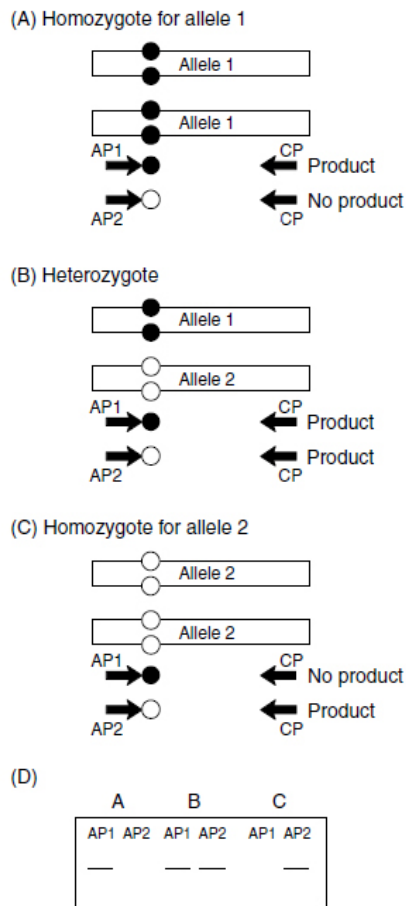 (A) Homozygote for allele 1
Allele 1
Allele 1
AP1 CP Product
AP2 CP No product
(B) Heterozygote
Allele 1
Allele 2
AP1 CP Product
AP2 CP Product
(C) Homozygote for allele 2
Allele 2
Allele 2
AP1 CP No product
AP2 CP Product
(D)
A B C
AP1 AP2 AP1 AP2 AP1 AP2